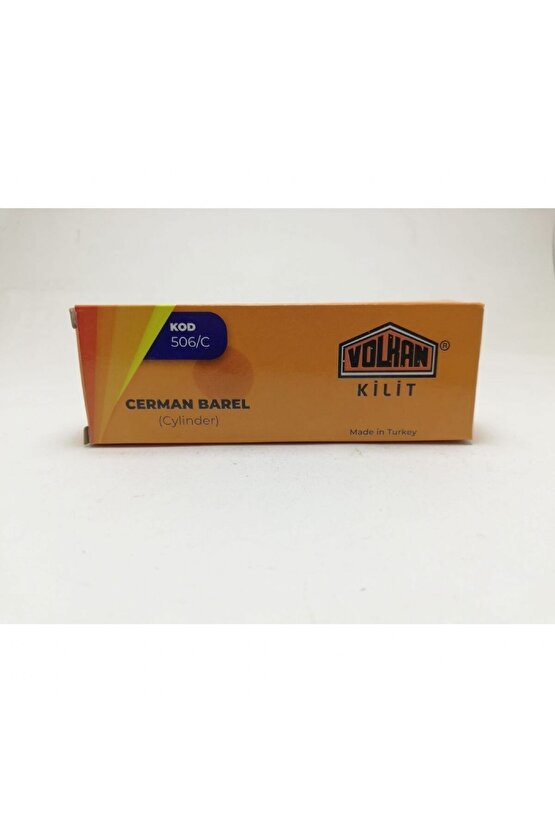 KOD
506/C
CERMAN BAREL
(Cylinder)
VOLKAN®
KİLİT
Made in Turkey